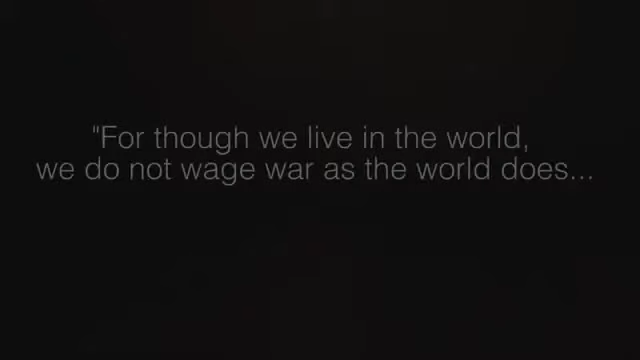 "For though we live in the world,
we do not wage war as the world does...